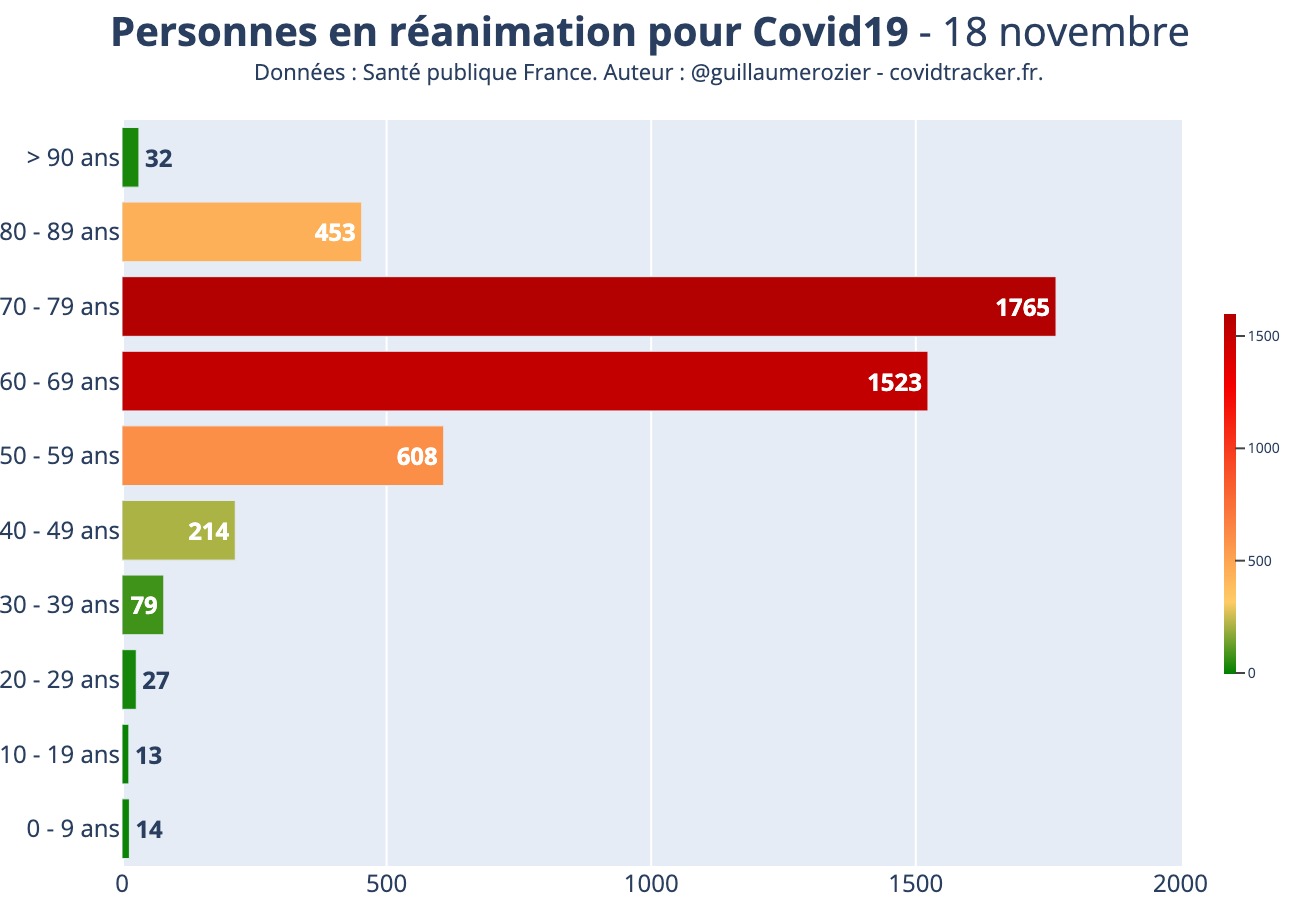 Personnes en réanimation pour Covid19 - 18 novembre
Données : Santé publique France. Auteur : @guillaumerozier - covidtracker.fr.
> 90 ans 32
80 - 89 ans 453
70 - 79 ans 1765
60 - 69 ans 1523
50 - 59 ans 608
40 - 49 ans 214
30 - 39 ans 79
20 - 29 ans 27
10 - 19 ans 13
0 - 9 ans 14
0 500 1000 1500 2000
1500
1000
500
0